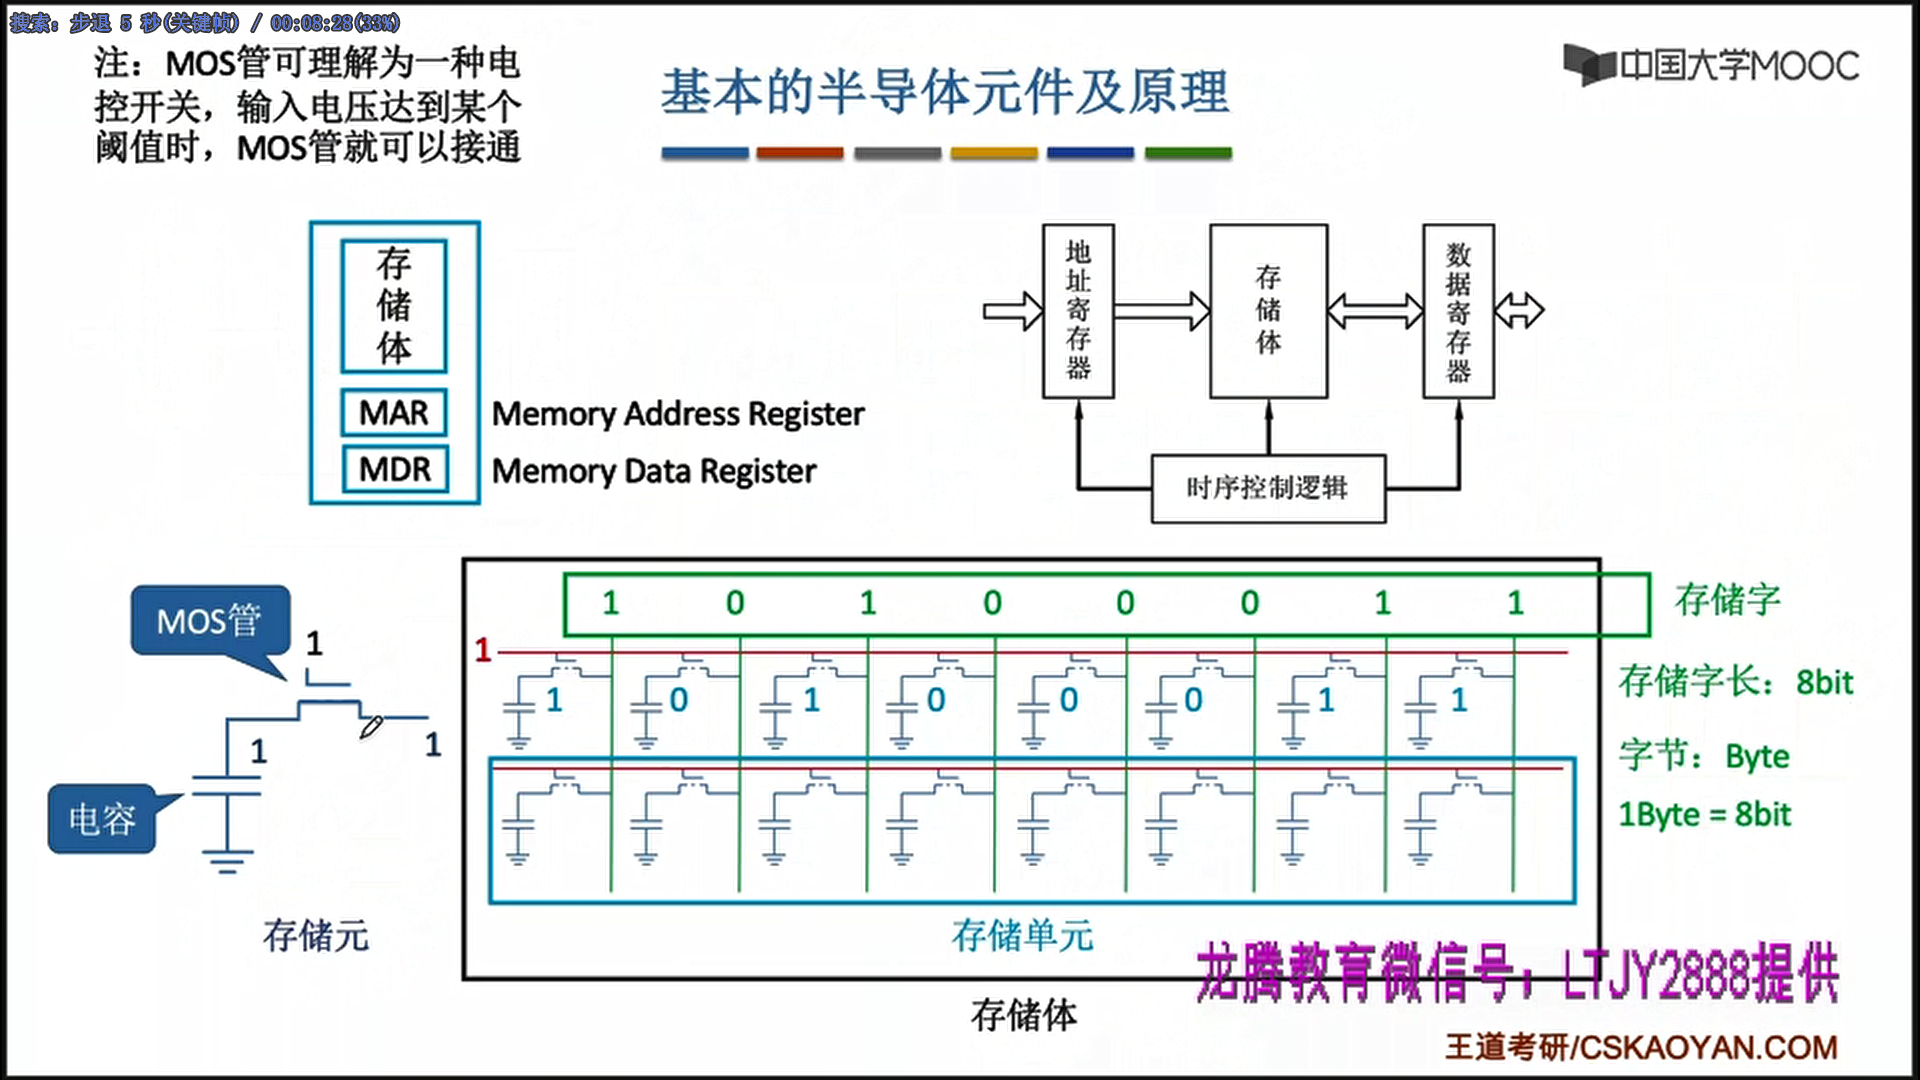 搜索: 步退 5 秒(关键帧) / 00:08:28(33%)
注：MOS管可理解为一种电
控开关，输入电压达到某个
阈值时，MOS管就可以接通
基本的半导体元件及原理
中国大学MOOC
存储体
MAR Memory Address Register
MDR Memory Data Register
地址寄存器
存储体
数据寄存器
时序控制逻辑
MOS管
1
1
1
电容
存储元
1 0 1 0 0 0 1 1
存储字
1
1 0 1 0 0 0 1 1
存储字长：8bit
字节：Byte
1Byte = 8bit
存储单元
存储体
龙腾教育微信号：LTJY2888提供
王道考研/CSKAOYAN.COM